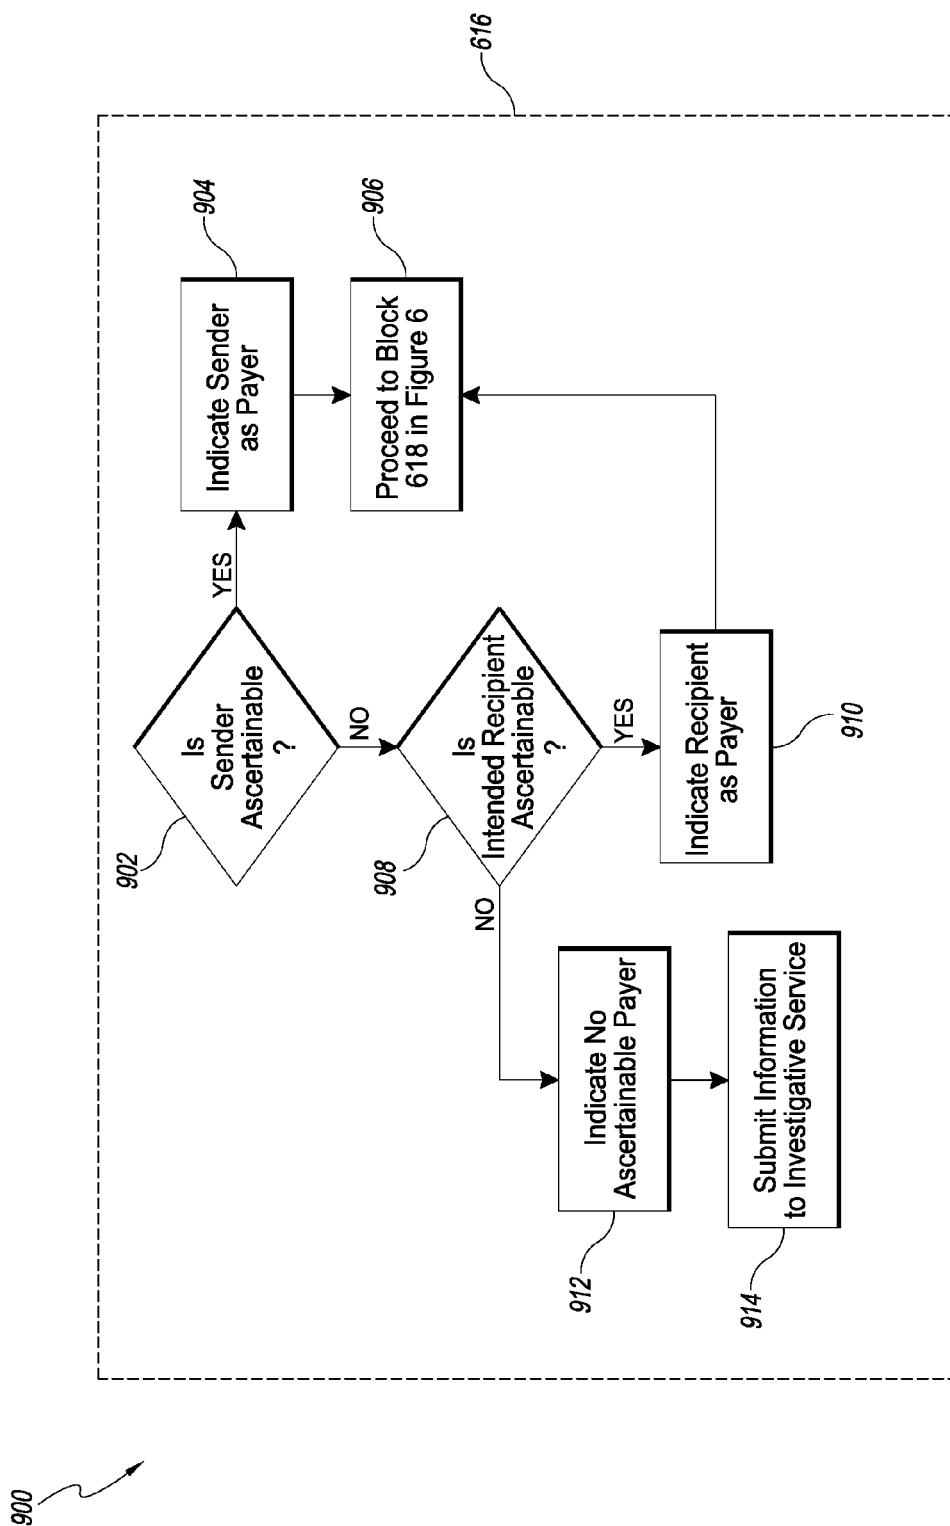 900
616
902
Is
Sender
Ascertainable
?
YES
904
Indicate Sender
as Payer
NO
906
Proceed to Block
618 in Figure 6
908
Is
Intended Recipient
Ascertainable
?
NO
YES
912
Indicate No
Ascertainable Payer
Indicate Recipient
as Payer
910
914
Submit Information
to Investigative Service